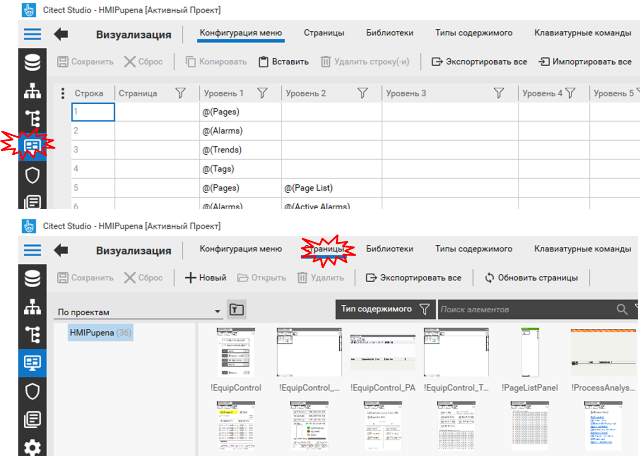 Citect Studio - HMIPupena [Активный Проект]
Визуализация Конфигурация меню Страницы Библиотеки Типы содержимого Клавиатурные команды
Сохранить Сброс Копировать Вставить Удалить строку(-и) Экспортировать все Импортировать все
Строка Страница Уровень 1 Уровень 2 Уровень 3 Уровень 4 Уровень 5
1 @(Pages)
2 @(Alarms)
3 @(Trends)
4 @(Tags)
5 @(Pages) @(Page List)
6 @(Alarms) @(Active Alarms)
Citect Studio - HMIPupena [Активный Проект]
Визуализация Конфигурация меню Страницы Библиотеки Типы содержимого Клавиатурные команды
Сохранить Сброс Новый Открыть Удалить Экспортировать все Обновить страницы
По проектам Тип содержимого Поиск элементов
HMIPupena (36)
!EquipControl !EquipControl_... !EquipControl_PA !EquipControl_T... !PageListPanel !ProcessAnalys...